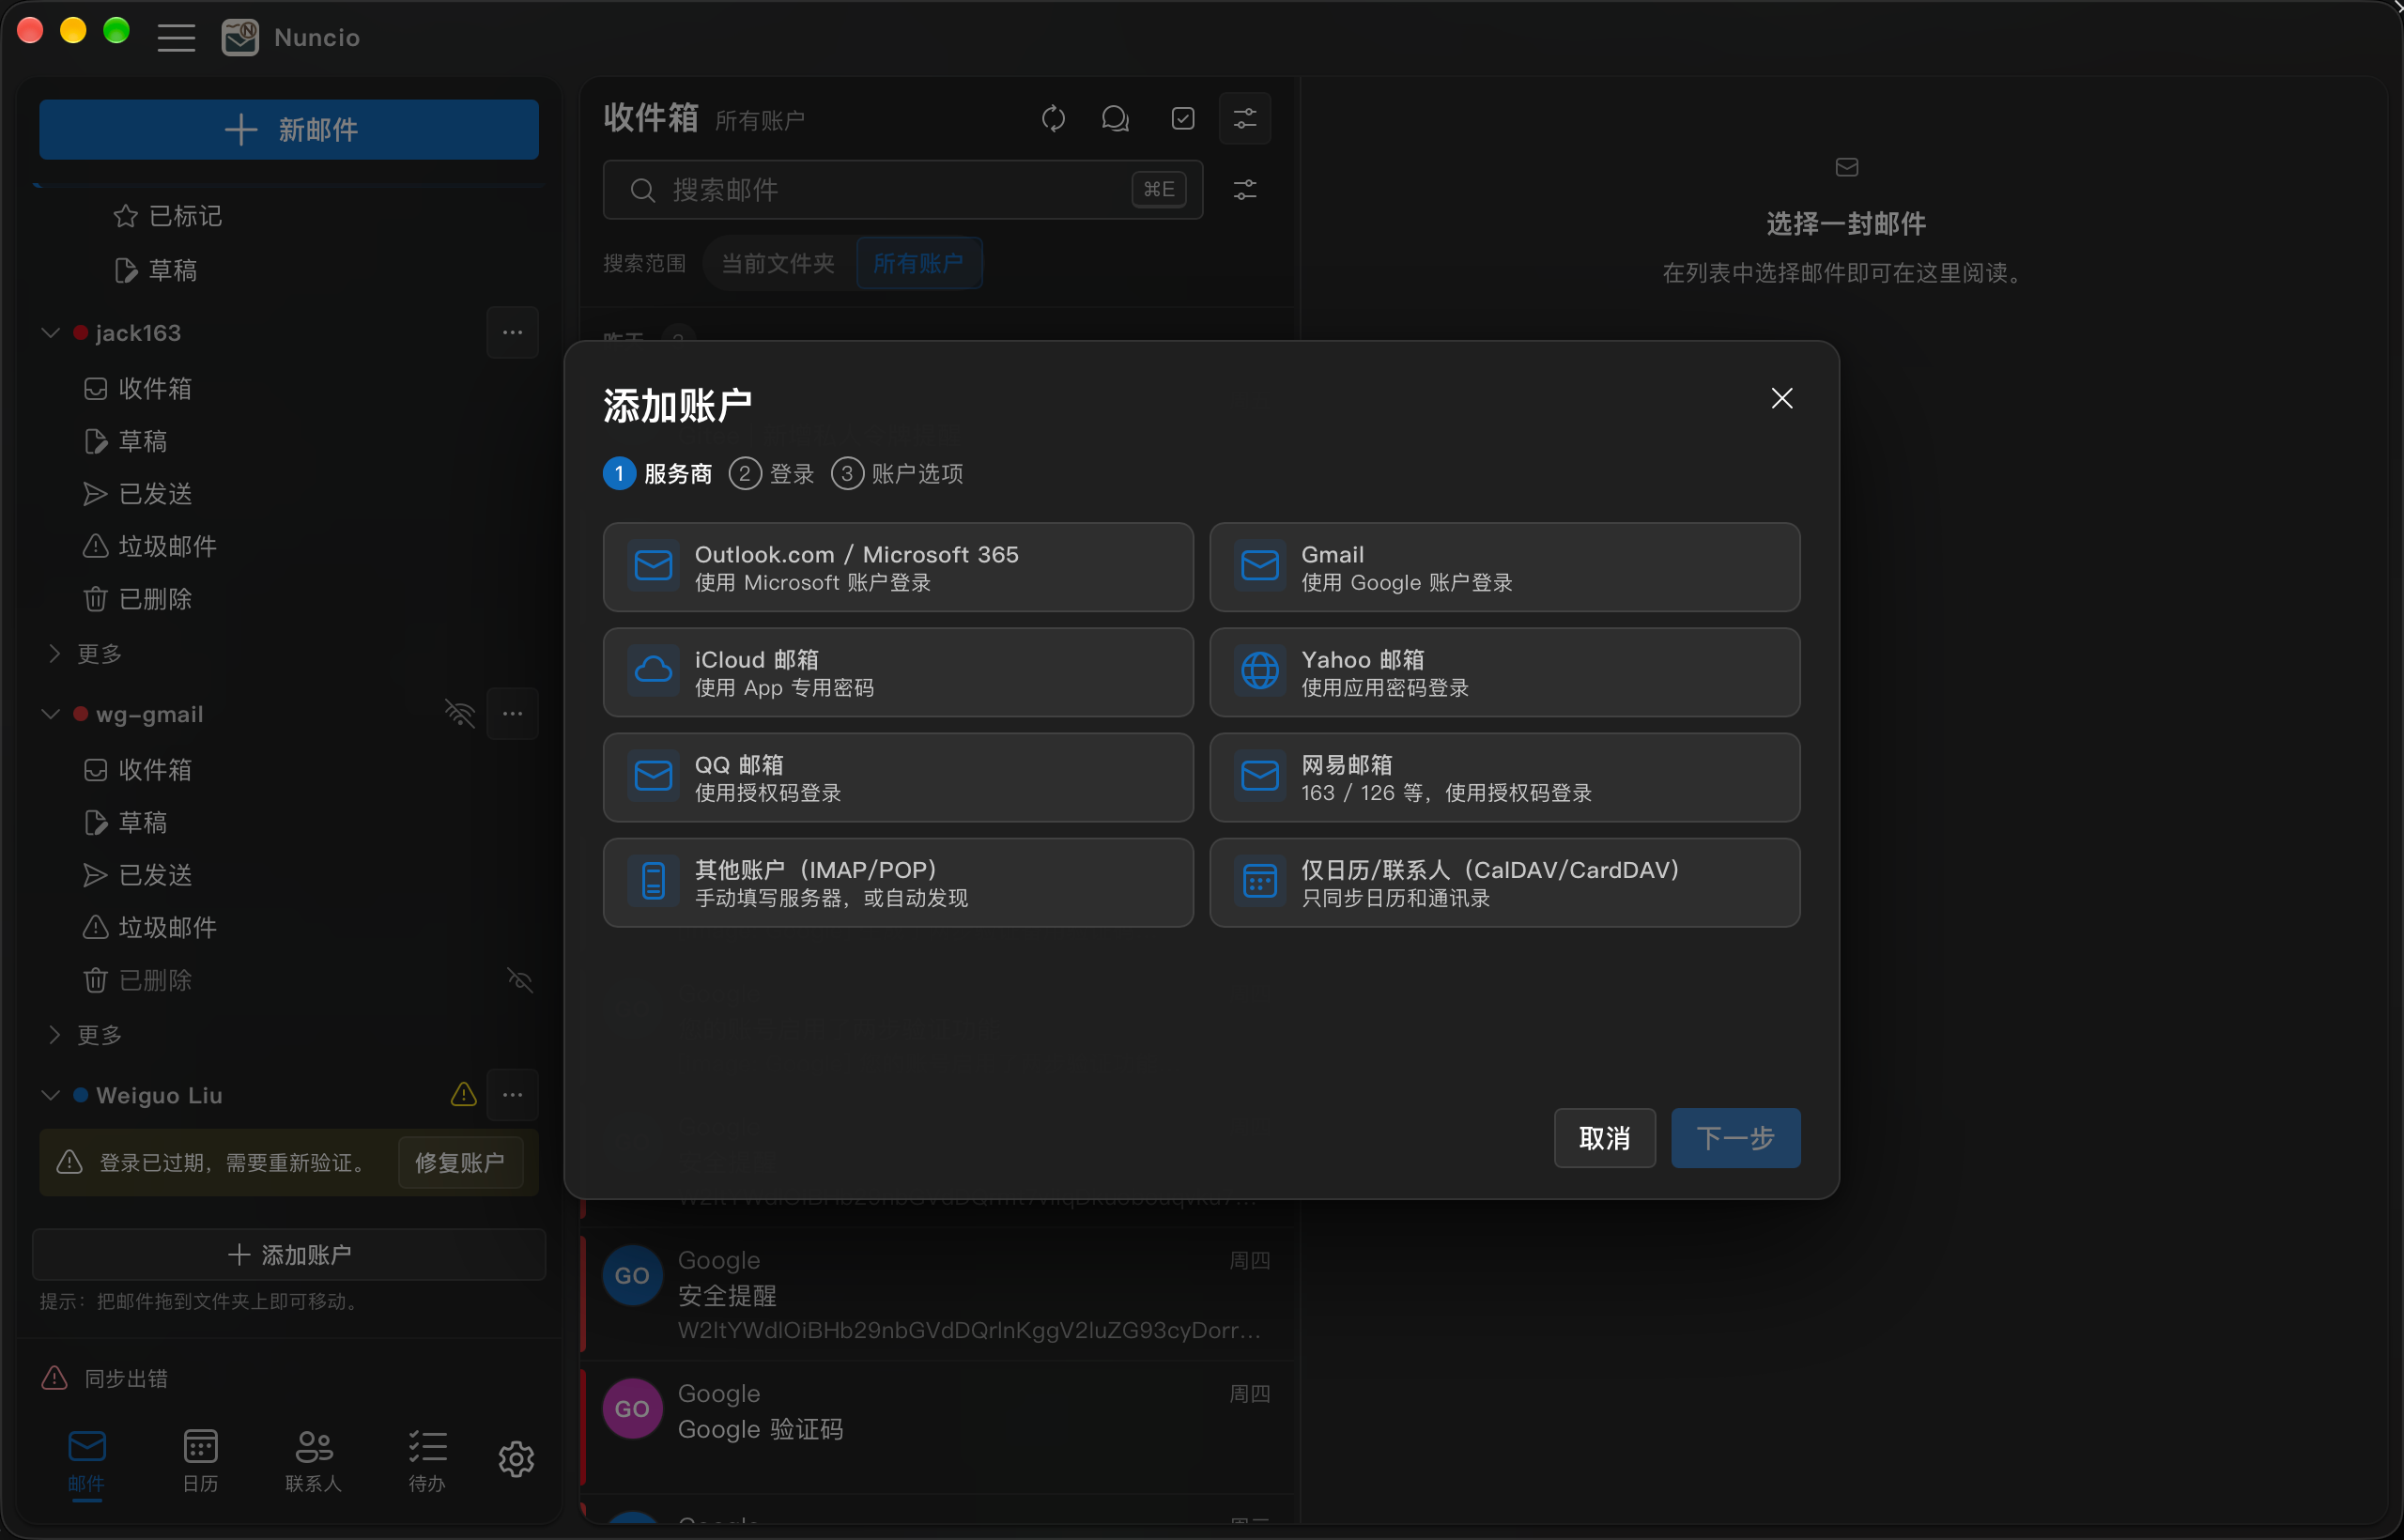 Nuncio
新邮件
已标记
草稿
jack163
收件箱
草稿
已发送
垃圾邮件
已删除
更多
wg-gmail
收件箱
草稿
已发送
垃圾邮件
已删除
更多
Weiguo Liu
登录已过期，需要重新验证。
修复账户
添加账户
提示：把邮件拖到文件夹上即可移动。
同步出错
邮件
日历
联系人
待办
收件箱 所有账户
搜索邮件 ⌘E
搜索范围 当前文件夹 所有账户
添加账户
1 服务商 2 登录 3 账户选项
Outlook.com / Microsoft 365
使用 Microsoft 账户登录
Gmail
使用 Google 账户登录
iCloud 邮箱
使用 App 专用密码
Yahoo 邮箱
使用应用密码登录
QQ 邮箱
使用授权码登录
网易邮箱
163 / 126 等，使用授权码登录
其他账户（IMAP/POP）
手动填写服务器，或自动发现
仅日历/联系人（CalDAV/CardDAV）
只同步日历和通讯录
取消
下一步
GO
Google 周四
安全提醒
GO
Google 周四
Google 验证码
选择一封邮件
在列表中选择邮件即可在这里阅读。